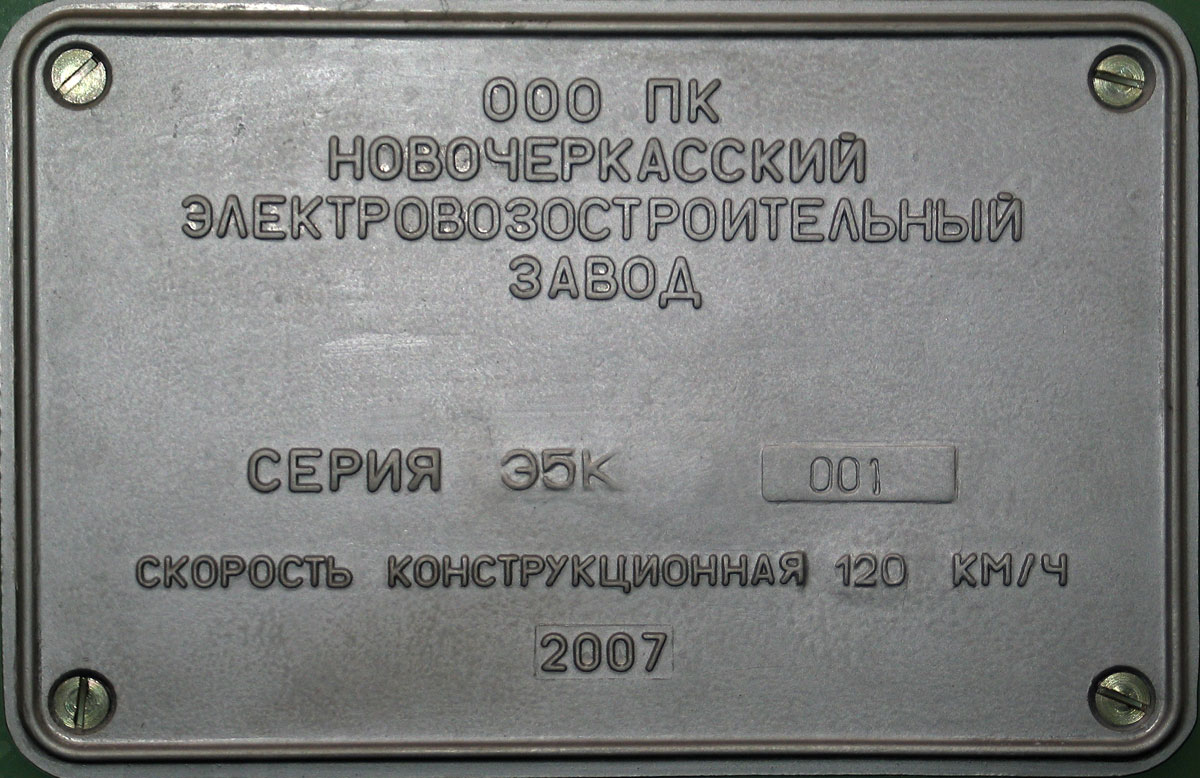 ООО ПК
НОВОЧЕРКАССКИЙ
ЭЛЕКТРОВОЗОСТРОИТЕЛЬНЫЙ
ЗАВОД
СЕРИЯ Э5К 001
СКОРОСТЬ КОНСТРУКЦИОННАЯ 120 КМ/Ч
2007